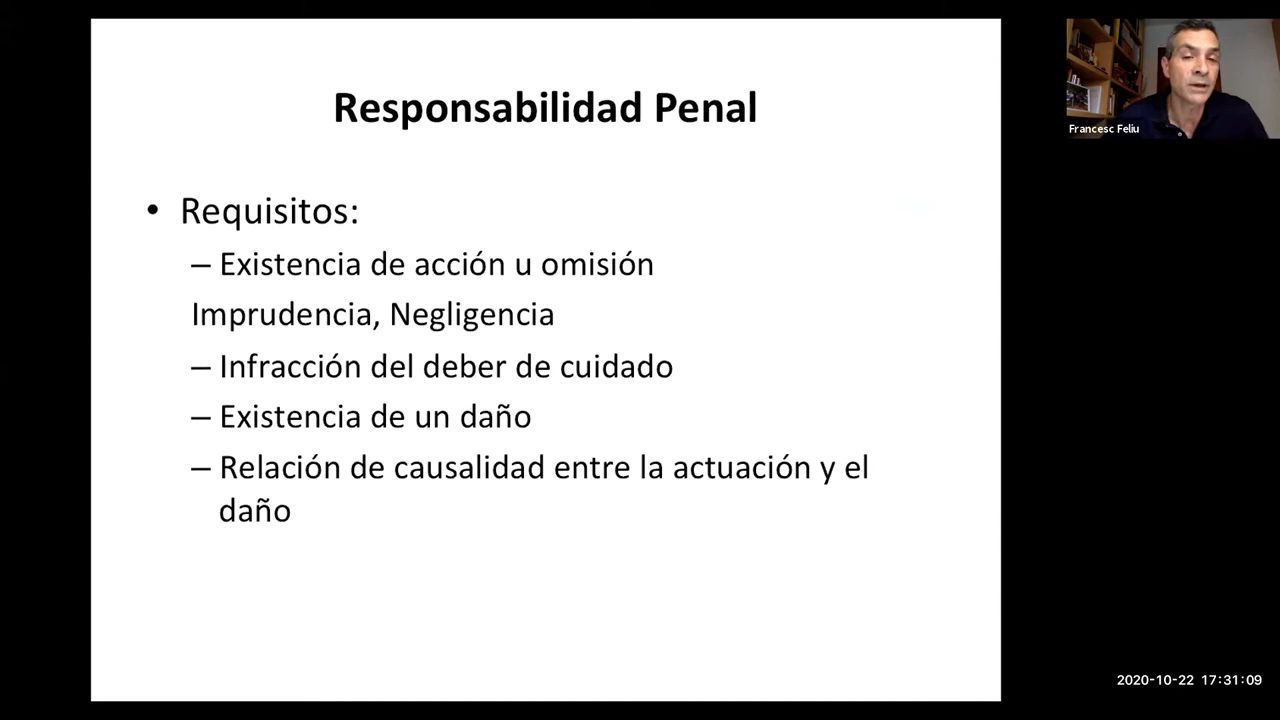 Responsabilidad Penal
• Requisitos:
– Existencia de acción u omisión
Imprudencia, Negligencia
– Infracción del deber de cuidado
– Existencia de un daño
– Relación de causalidad entre la actuación y el
daño
Francesc Feliu
2020-10-22 17:31:09